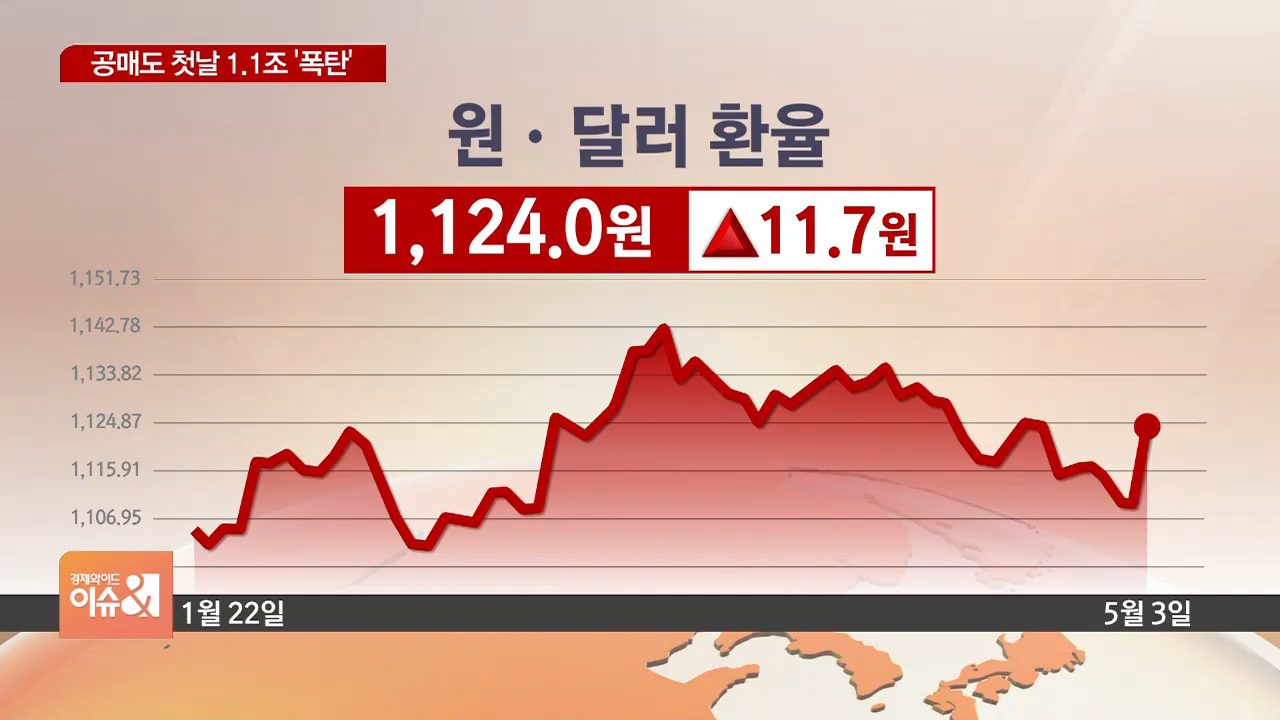 공매도 첫날 1.1조 '폭탄'
원 · 달러 환율
1,124.0원 ▲11.7원
1,151.73
1,142.78
1,133.82
1,124.87
1,115.91
1,106.95
경제와이드
이슈&
1월 22일
5월 3일